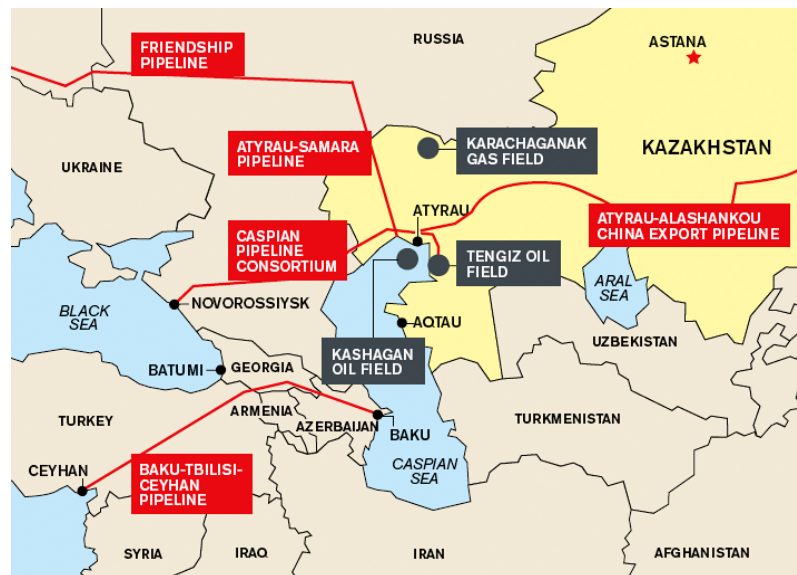 FRIENDSHIP
PIPELINE
RUSSIA
ASTANA
ATYRAU-SAMARA
PIPELINE
KARACHAGANAK
GAS FIELD
KAZAKHSTAN
UKRAINE
ATYRAU
ATYRAU-ALASHANKOU
CHINA EXPORT PIPELINE
CASPIAN
PIPELINE
CONSORTIUM
TENGIZ OIL
FIELD
ARAL
SEA
BLACK
SEA
NOVOROSSIYSK
AQTAU
UZBEKISTAN
KASHAGAN
OIL FIELD
BATUMI
GEORGIA
ARMENIA
TURKEY
AZERBAIJAN
BAKU
TURKMENISTAN
CASPIAN
SEA
CEYHAN
BAKU-TBILISI-
CEYHAN
PIPELINE
SYRIA
IRAQ
IRAN
AFGHANISTAN